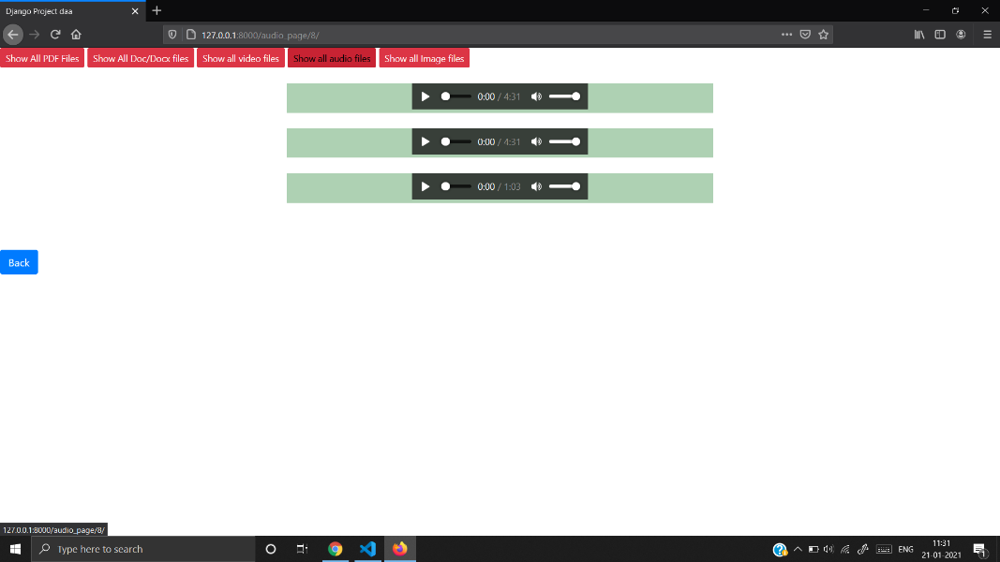 Django Project daa
127.0.0.1:8000/audio_page/8/
Show All PDF Files
Show All Doc/Docx files
Show all video files
Show all audio files
Show all Image files
0:00 / 4:31
0:00 / 4:31
0:00 / 1:03
Back
127.0.0.1:8000/audio_page/8/
Type here to search
ENG
11:31
21-01-2021
1